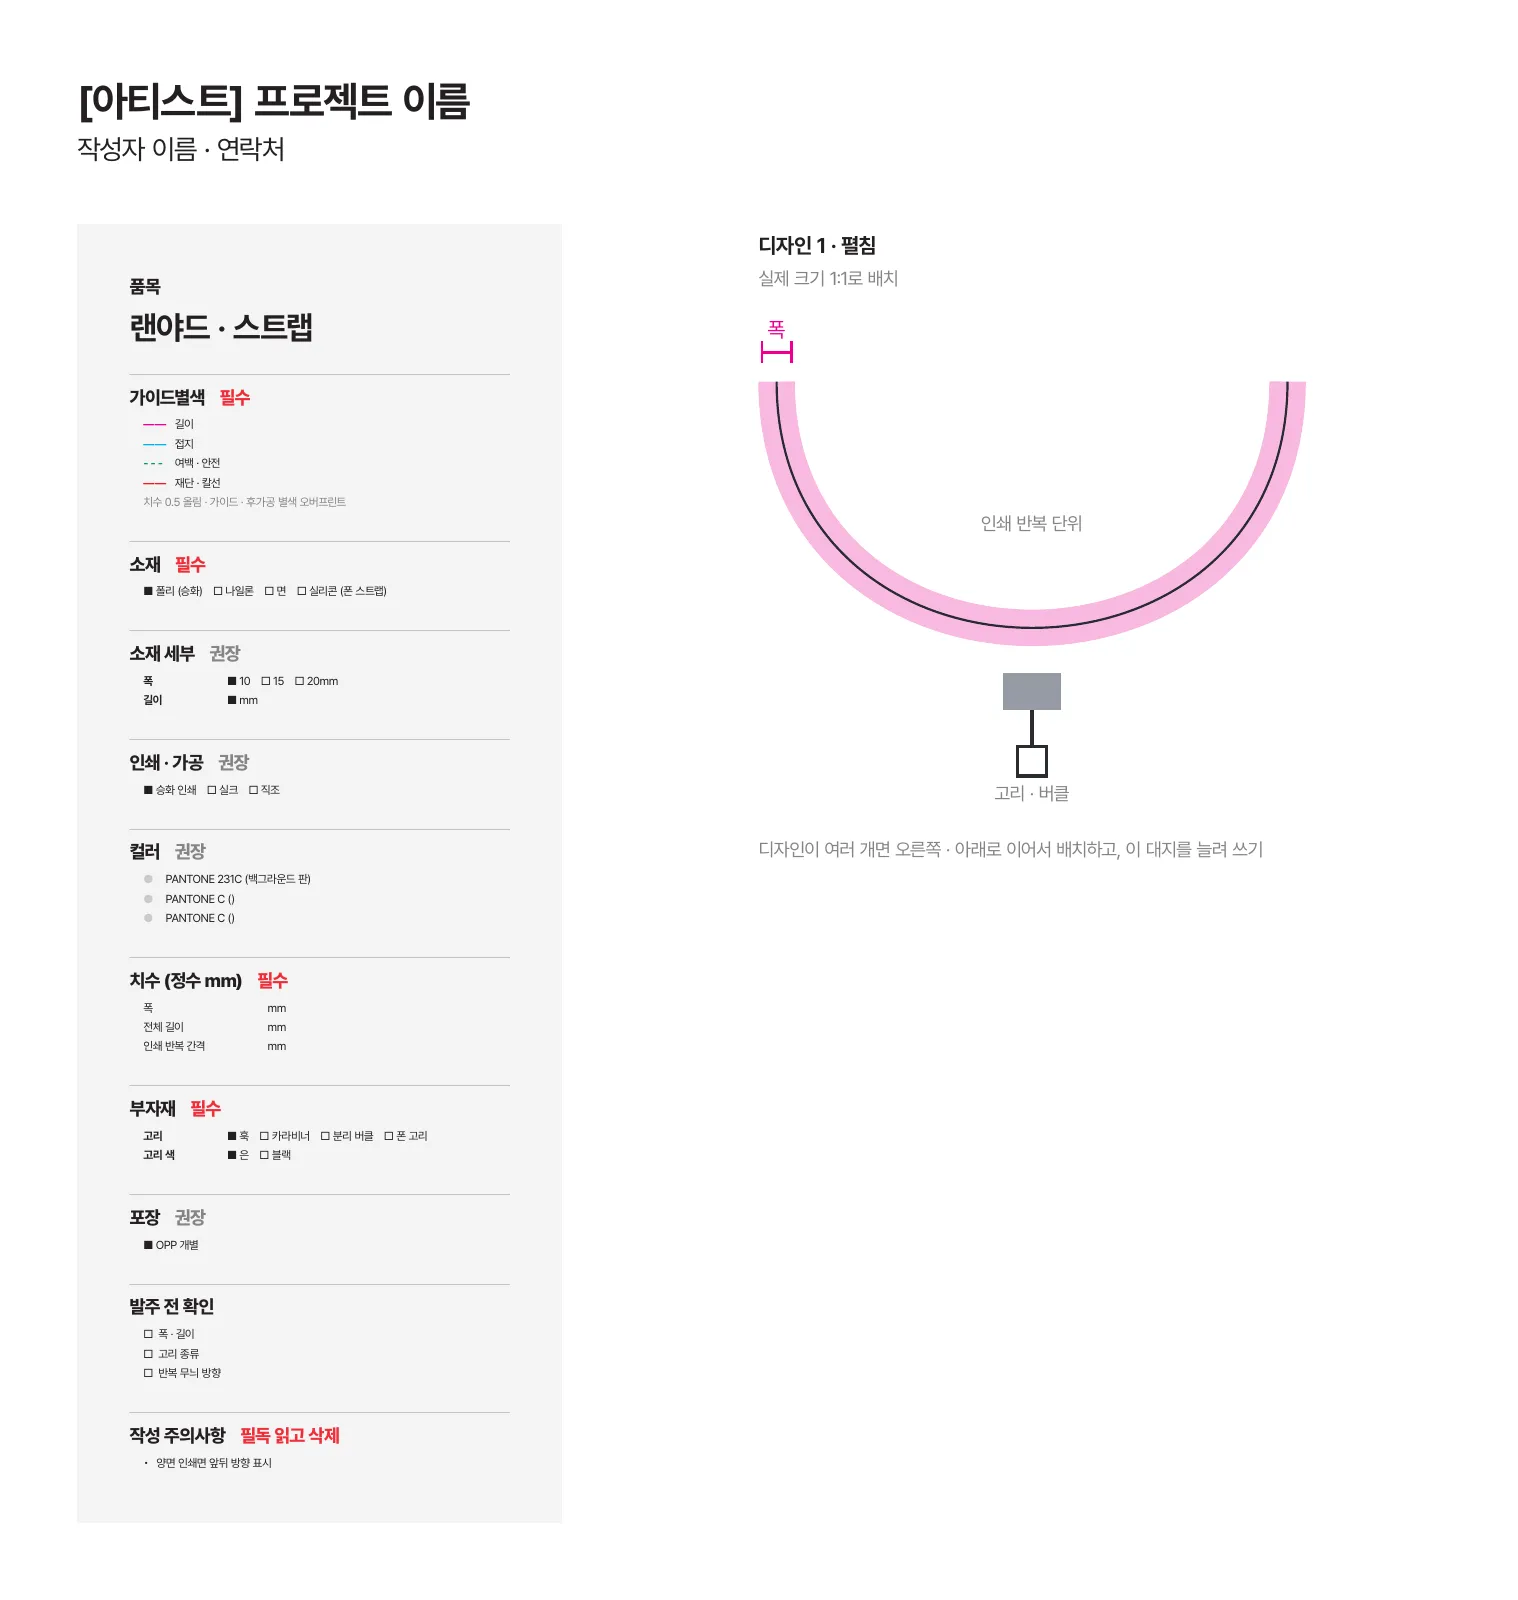 [아티스트] 프로젝트 이름
작성자 이름 · 연락처
품목
랜야드 · 스트랩
가이드별색 필수
길이
접지
여백 · 안전
재단 · 칼선
치수 0.5 올림 · 가이드 · 후가공 별색 오버프린트
소재 필수
■ 폴리 (승화) □ 나일론 □ 면 □ 실리콘 (폰 스트랩)
소재 세부 권장
폭 ■ 10 □ 15 □ 20mm
길이 ■ mm
인쇄 · 가공 권장
■ 승화 인쇄 □ 실크 □ 직조
컬러 권장
PANTONE 231C (백그라운드 판)
PANTONE C ()
PANTONE C ()
치수 (정수 mm) 필수
폭 mm
전체 길이 mm
인쇄 반복 간격 mm
부자재 필수
고리 ■ 훅 □ 카라비너 □ 분리 버클 □ 폰 고리
고리 색 ■ 은 □ 블랙
포장 권장
■ OPP 개별
발주 전 확인
□ 폭 · 길이
□ 고리 종류
□ 반복 무늬 방향
작성 주의사항 필독 읽고 삭제
· 양면 인쇄면 앞뒤 방향 표시
디자인 1 · 펼침
실제 크기 1:1로 배치
폭
인쇄 반복 단위
고리 · 버클
디자인이 여러 개면 오른쪽 · 아래로 이어서 배치하고, 이 대지를 늘려 쓰기